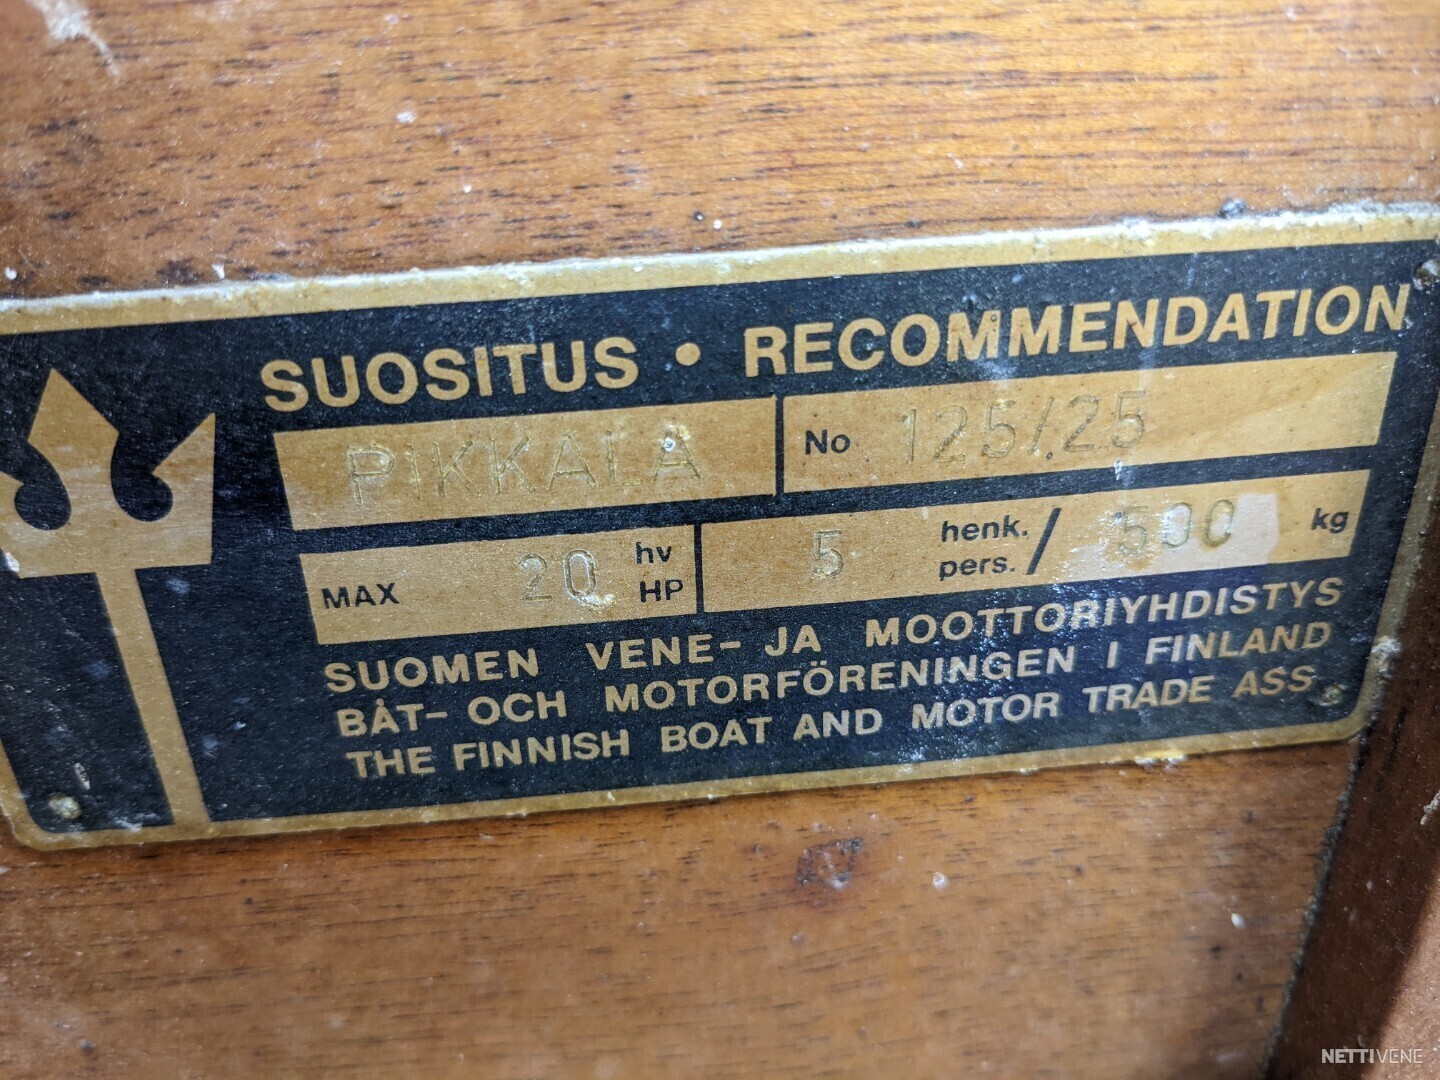 SUOSITUS • RECOMMENDATION
PIKKALA No 125/25
MAX 20 hv HP 5 henk. pers. / 500 kg
SUOMEN VENE- JA MOOTTORIYHDISTYS
BÅT- OCH MOTORFÖRENINGEN I FINLAND
THE FINNISH BOAT AND MOTOR TRADE ASS
NETTIVENE